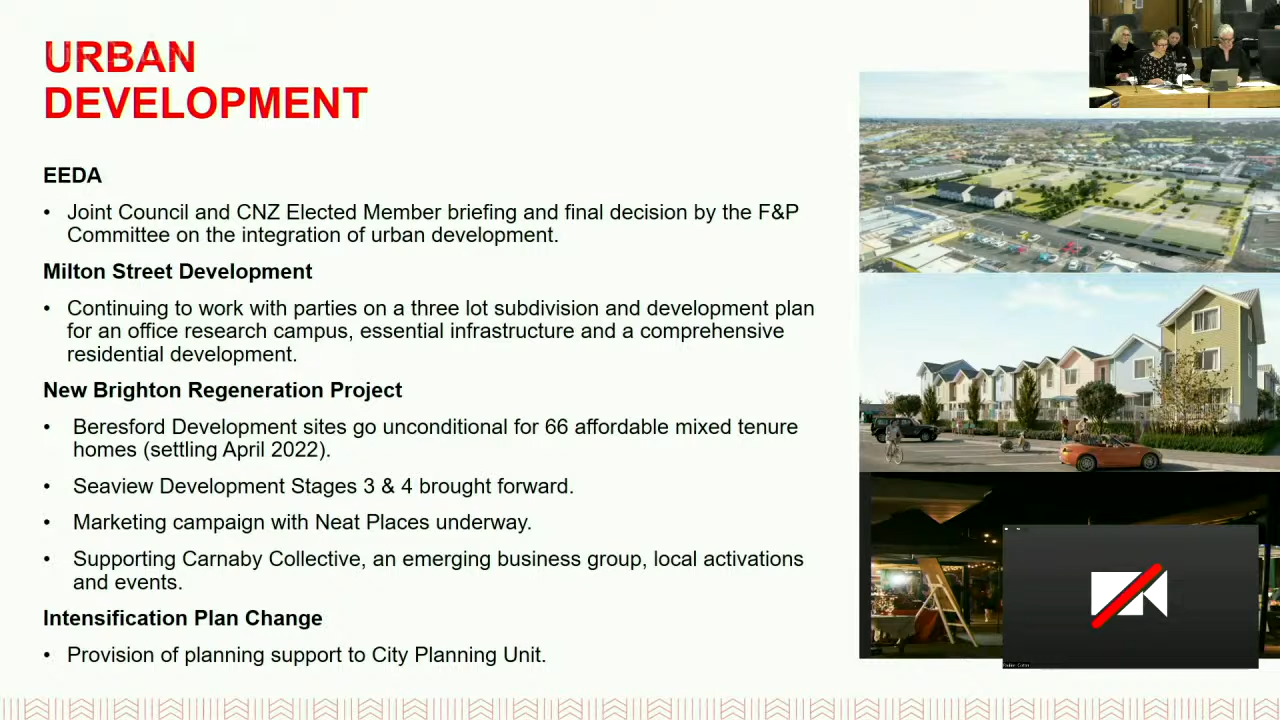 URBAN
DEVELOPMENT
EEDA
• Joint Council and CNZ Elected Member briefing and final decision by the F&P
Committee on the integration of urban development.
Milton Street Development
• Continuing to work with parties on a three lot subdivision and development plan
for an office research campus, essential infrastructure and a comprehensive
residential development.
New Brighton Regeneration Project
• Beresford Development sites go unconditional for 66 affordable mixed tenure
homes (settling April 2022).
• Seaview Development Stages 3 & 4 brought forward.
• Marketing campaign with Neat Places underway.
• Supporting Carnaby Collective, an emerging business group, local activations
and events.
Intensification Plan Change
• Provision of planning support to City Planning Unit.